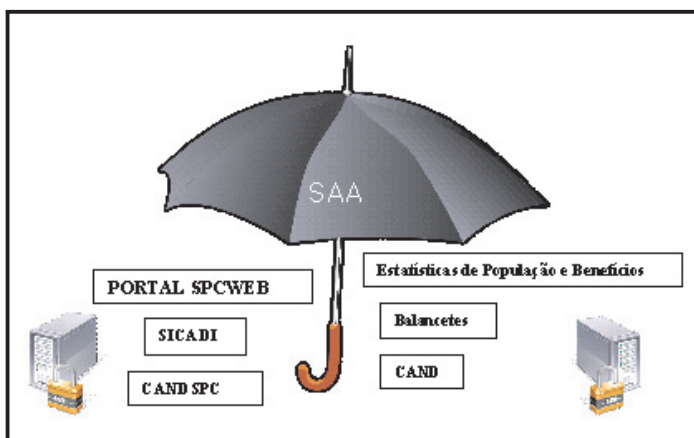 SAA
PORTAL SPCWEB
SICADI
CAND SPC
Estatísticas de População e Benefícios
Balancetes
CAND